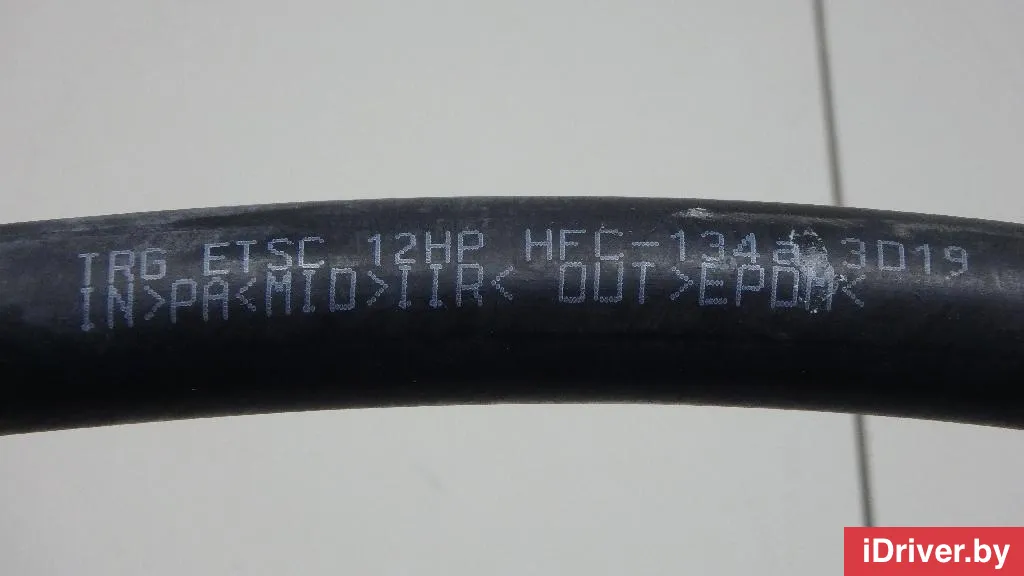 TRG ETSC 12HP HFC-134a 3D19
IN>PA<MID>IIR< OUT>EPDM<
iDriver.by